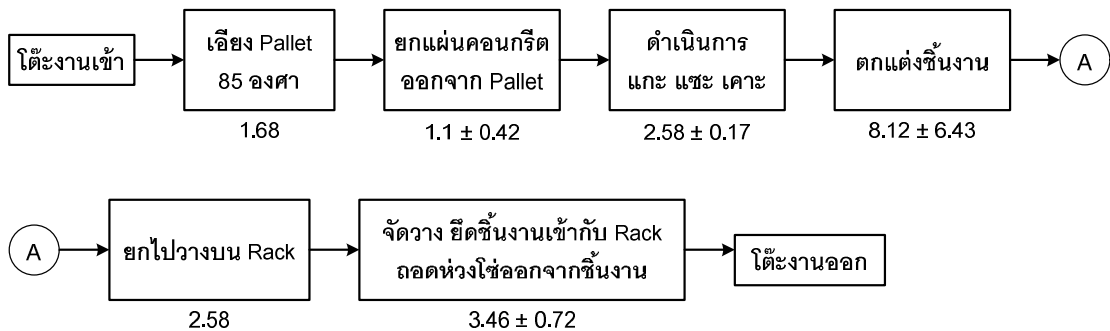 โต๊ะงานเข้า
เอียง Pallet
85 องศา
1.68
ยกแผ่นคอนกรีต
ออกจาก Pallet
1.1 ± 0.42
ดำเนินการ
แกะ แซะ เคาะ
2.58 ± 0.17
ตกแต่งชิ้นงาน
8.12 ± 6.43
A
A
ยกไปวางบน Rack
2.58
จัดวาง ยึดชิ้นงานเข้ากับ Rack
ถอดห่วงโซ่ออกจากชิ้นงาน
3.46 ± 0.72
โต๊ะงานออก